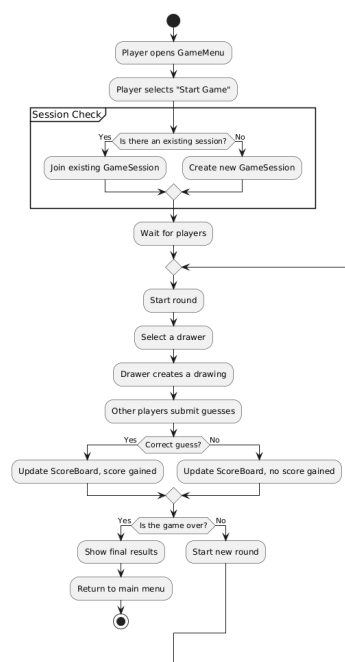 Player opens GameMenu
Player selects "Start Game"
Session Check
Yes
Is there an existing session?
No
Join existing GameSession
Create new GameSession
Wait for players
Start round
Select a drawer
Drawer creates a drawing
Other players submit guesses
Yes
Correct guess?
No
Update ScoreBoard, score gained
Update ScoreBoard, no score gained
Yes
Is the game over?
No
Show final results
Start new round
Return to main menu